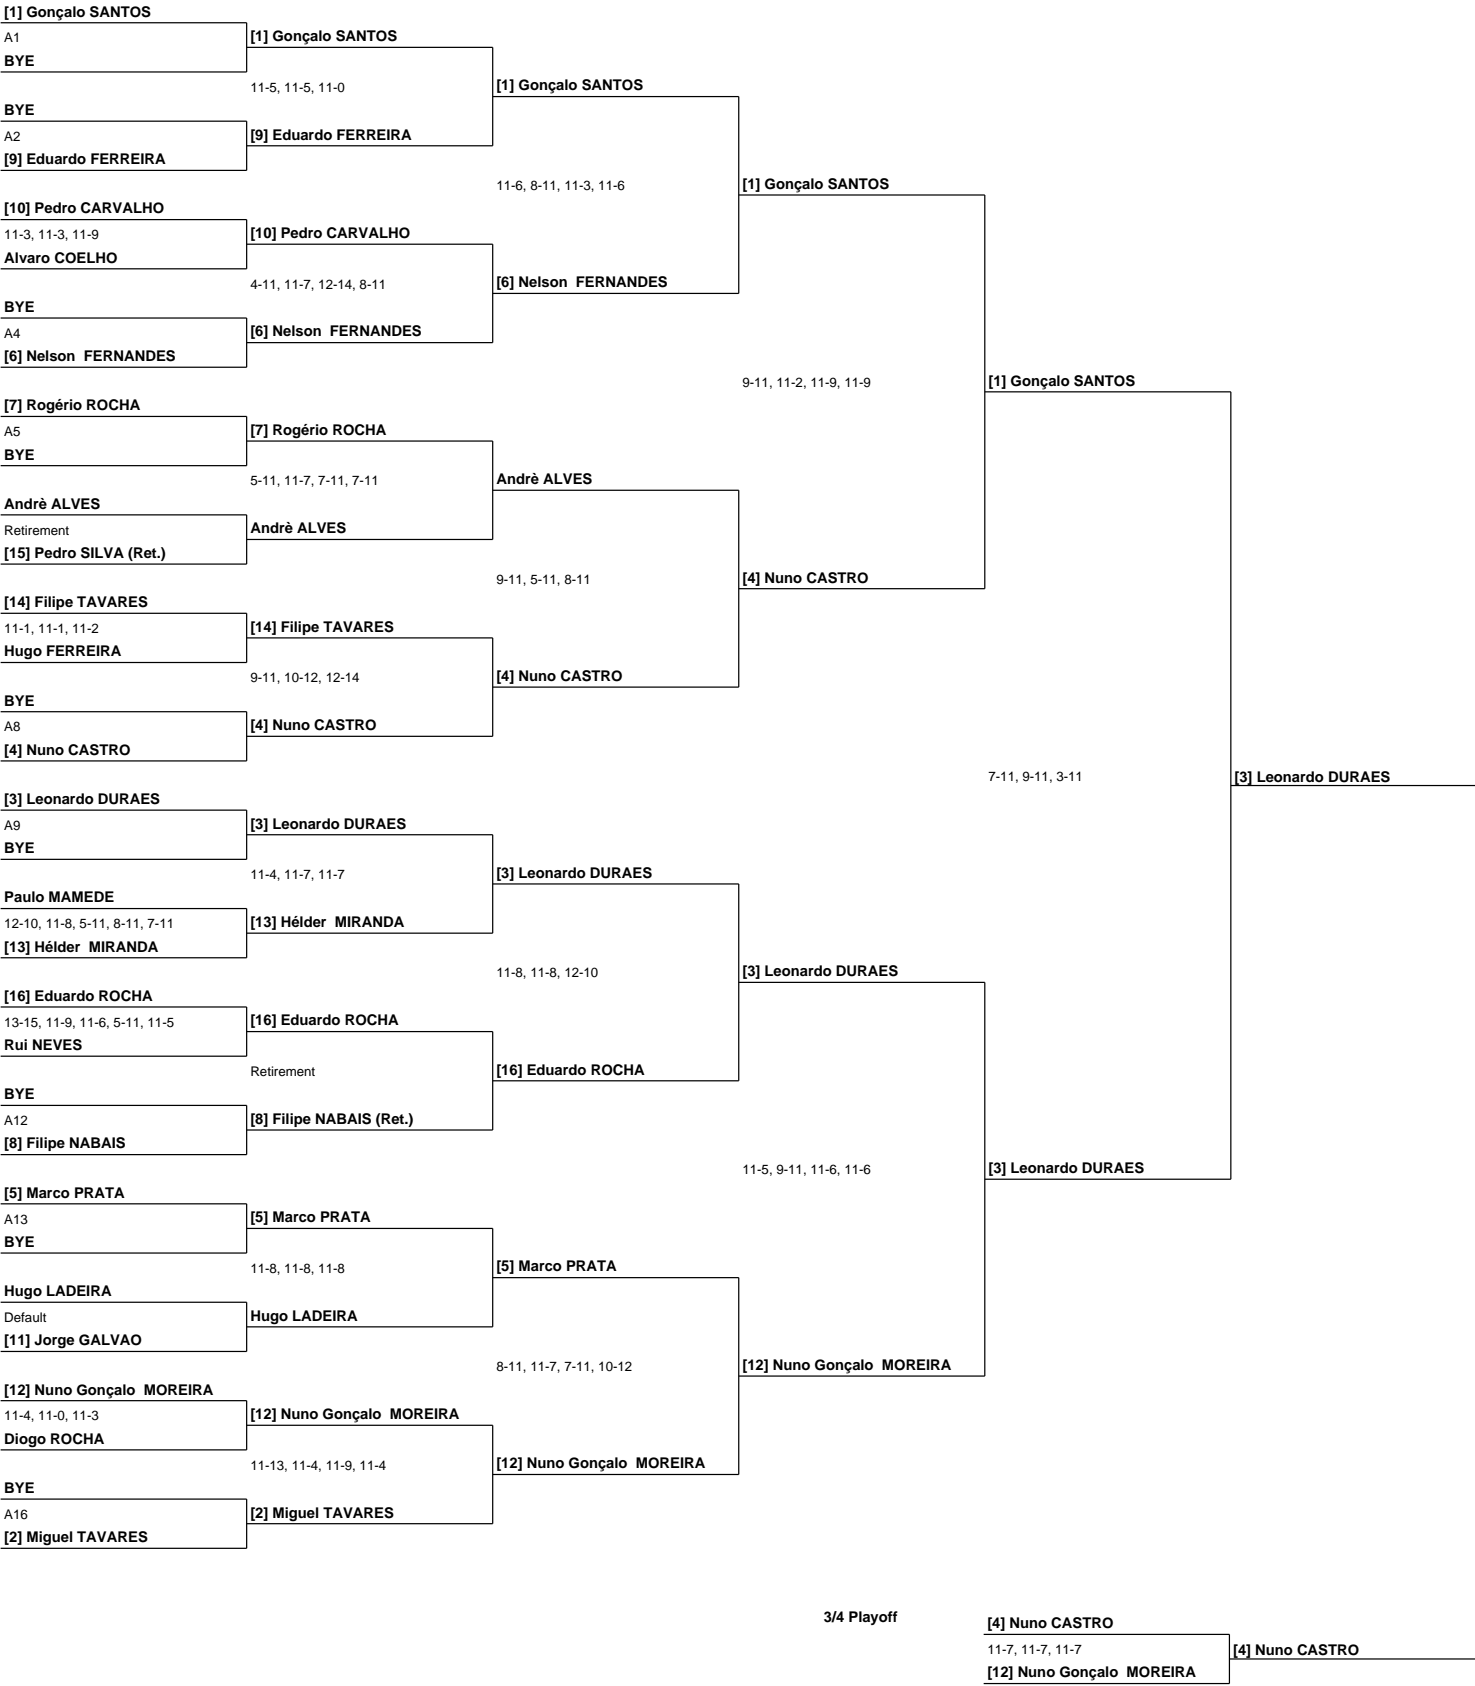 [1] Gonçalo SANTOS
A1
[1] Gonçalo SANTOS
BYE
11-5, 11-5, 11-0
[1] Gonçalo SANTOS
BYE
A2
[9] Eduardo FERREIRA
[9] Eduardo FERREIRA
11-6, 8-11, 11-3, 11-6
[1] Gonçalo SANTOS
[10] Pedro CARVALHO
11-3, 11-3, 11-9
[10] Pedro CARVALHO
Alvaro COELHO
4-11, 11-7, 12-14, 8-11
[6] Nelson  FERNANDES
BYE
A4
[6] Nelson  FERNANDES
[6] Nelson  FERNANDES
9-11, 11-2, 11-9, 11-9
[1] Gonçalo SANTOS
[7] Rogério ROCHA
A5
[7] Rogério ROCHA
BYE
5-11, 11-7, 7-11, 7-11
Andrè ALVES
Andrè ALVES
Retirement
Andrè ALVES
[15] Pedro SILVA (Ret.)
9-11, 5-11, 8-11
[4] Nuno CASTRO
[14] Filipe TAVARES
11-1, 11-1, 11-2
[14] Filipe TAVARES
Hugo FERREIRA
9-11, 10-12, 12-14
[4] Nuno CASTRO
BYE
A8
[4] Nuno CASTRO
[4] Nuno CASTRO
7-11, 9-11, 3-11
[3] Leonardo DURAES
[3] Leonardo DURAES
A9
[3] Leonardo DURAES
BYE
11-4, 11-7, 11-7
[3] Leonardo DURAES
Paulo MAMEDE
12-10, 11-8, 5-11, 8-11, 7-11
[13] Hélder  MIRANDA
[13] Hélder  MIRANDA
11-8, 11-8, 12-10
[3] Leonardo DURAES
[16] Eduardo ROCHA
13-15, 11-9, 11-6, 5-11, 11-5
[16] Eduardo ROCHA
Rui NEVES
Retirement
[16] Eduardo ROCHA
BYE
A12
[8] Filipe NABAIS (Ret.)
[8] Filipe NABAIS
11-5, 9-11, 11-6, 11-6
[3] Leonardo DURAES
[5] Marco PRATA
A13
[5] Marco PRATA
BYE
11-8, 11-8, 11-8
[5] Marco PRATA
Hugo LADEIRA
Default
Hugo LADEIRA
[11] Jorge GALVAO
8-11, 11-7, 7-11, 10-12
[12] Nuno Gonçalo  MOREIRA
[12] Nuno Gonçalo  MOREIRA
11-4, 11-0, 11-3
[12] Nuno Gonçalo  MOREIRA
Diogo ROCHA
11-13, 11-4, 11-9, 11-4
[12] Nuno Gonçalo  MOREIRA
BYE
A16
[2] Miguel TAVARES
[2] Miguel TAVARES
3/4 Playoff
[4] Nuno CASTRO
11-7, 11-7, 11-7
[4] Nuno CASTRO
[12] Nuno Gonçalo  MOREIRA